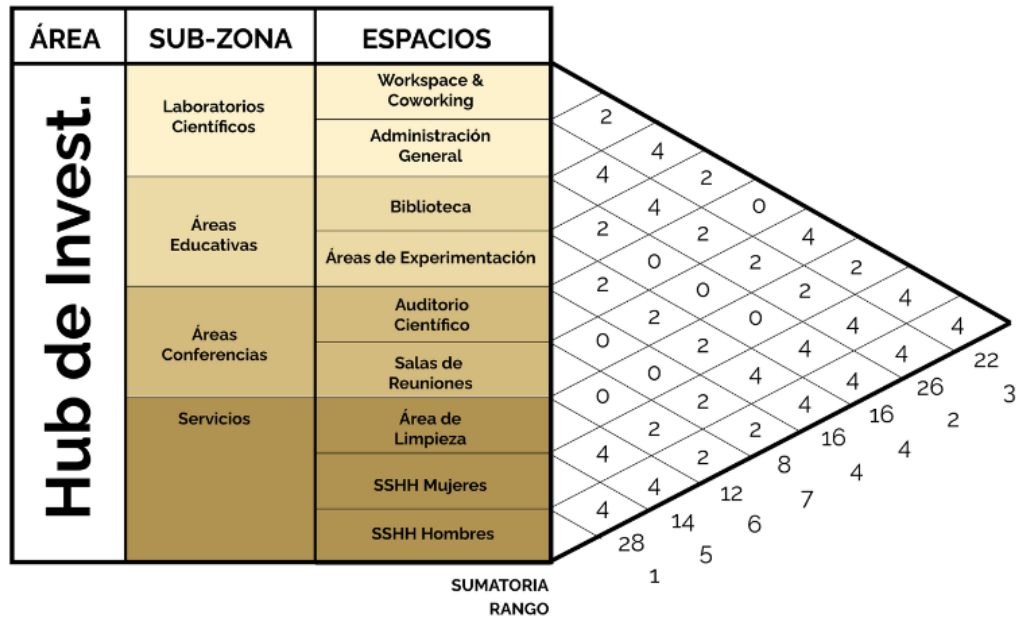 ÁREA
SUB-ZONA
ESPACIOS
Hub de Invest.
Laboratorios
Científicos
Workspace &
Coworking
Administración
General
Áreas
Educativas
Biblioteca
Áreas de Experimentación
Áreas
Conferencias
Auditorio
Científico
Salas de
Reuniones
Servicios
Área de
Limpieza
SSHH Mujeres
SSHH Hombres
2
4
4 2
4 0
2 2 4
0 2 2
2 0 2 4
2 0 4 4
0 2 4 4 22
0 4 4 26 3
0 2 4 16 2
2 2 16 4
4 2 8 4
4 12 7
4 14 6
28 5
1
SUMATORIA
RANGO